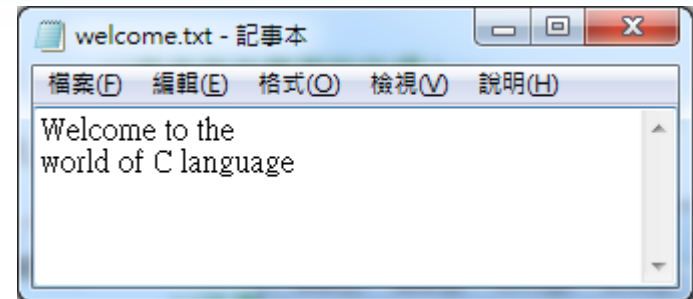 welcome.txt - 記事本
檔案(F) 編輯(E) 格式(O) 檢視(V) 說明(H)
Welcome to the
world of C language